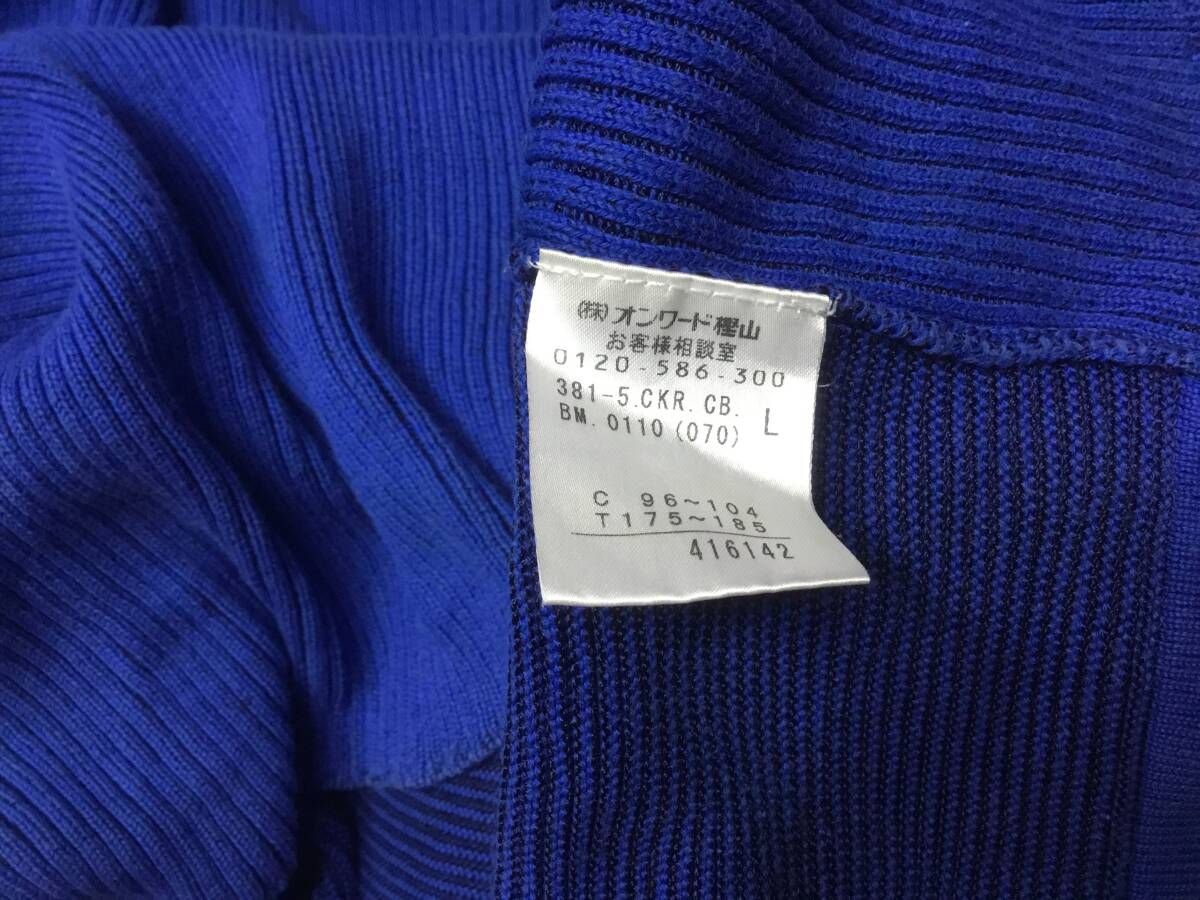 (株)オンワード樫山
お客様相談室
0120-586-300
381-5.CKR.CB. L
BM.0110(070)
C 96~104
T175~185
416142